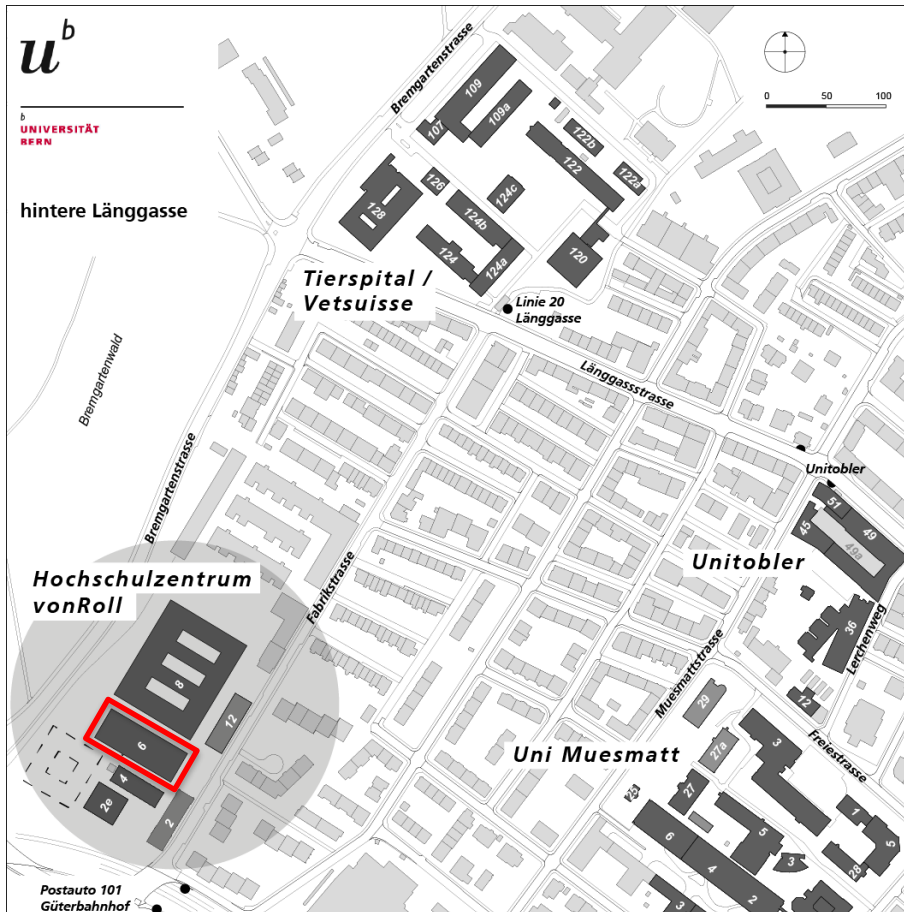 u^b
b
UNIVERSITÄT
BERN
hintere Länggasse
0 50 100
Bremgartenstrasse
109
109a
107
122b
122
122a
126
124c
128
124b
124
124a
120
Tierspital /
Vetsuisse
Linie 20
Länggasse
Länggassstrasse
Bremgartenwald
Bremgartenstrasse
Unitobler
51
45
49
49a
Unitobler
36
Lerchenweg
Hochschulzentrum
vonRoll
Fabrikstrasse
8
12
6
4
2e
2
Muesmattstrasse
29
12
Freiestrasse
Uni Muesmatt
27a
3
25
27
1
5
5
6
4
3
28
3
2
Postauto 101
Güterbahnhof